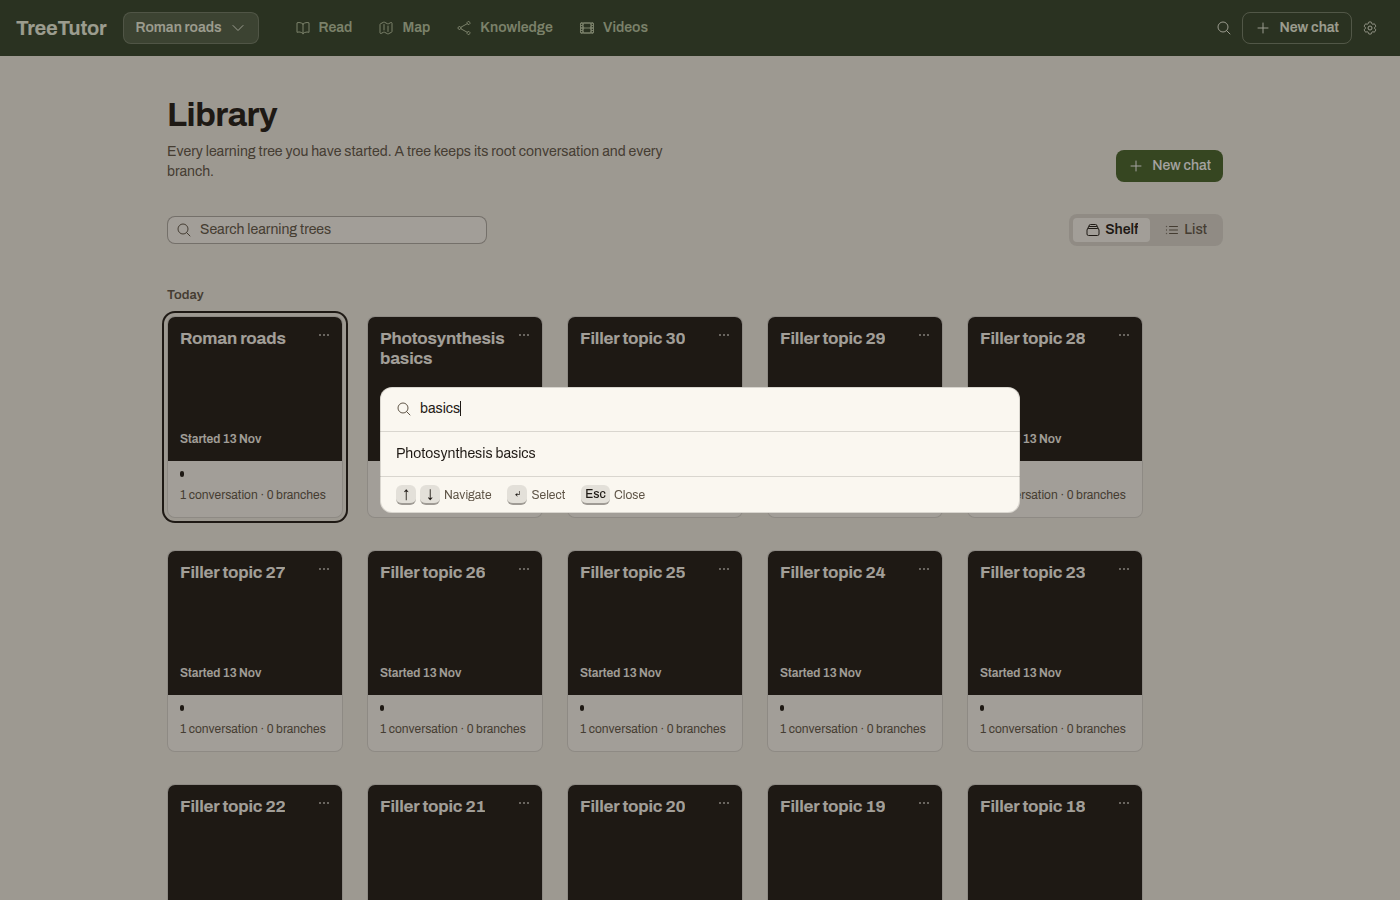 TreeTutor
Roman roads
Read
Map
Knowledge
Videos
New chat
Library
Every learning tree you have started. A tree keeps its root conversation and every
branch.
New chat
Search learning trees
Shelf
List
Today
Roman roads
Photosynthesis
basics
Filler topic 30
Filler topic 29
Filler topic 28
basics
Photosynthesis basics
↑ ↓ Navigate
Select
Esc Close
Started 13 Nov
13 Nov
1 conversation · 0 branches
0 branches
Filler topic 27
Filler topic 26
Filler topic 25
Filler topic 24
Filler topic 23
Started 13 Nov
Started 13 Nov
Started 13 Nov
Started 13 Nov
Started 13 Nov
1 conversation · 0 branches
1 conversation · 0 branches
1 conversation · 0 branches
1 conversation · 0 branches
1 conversation · 0 branches
Filler topic 22
Filler topic 21
Filler topic 20
Filler topic 19
Filler topic 18